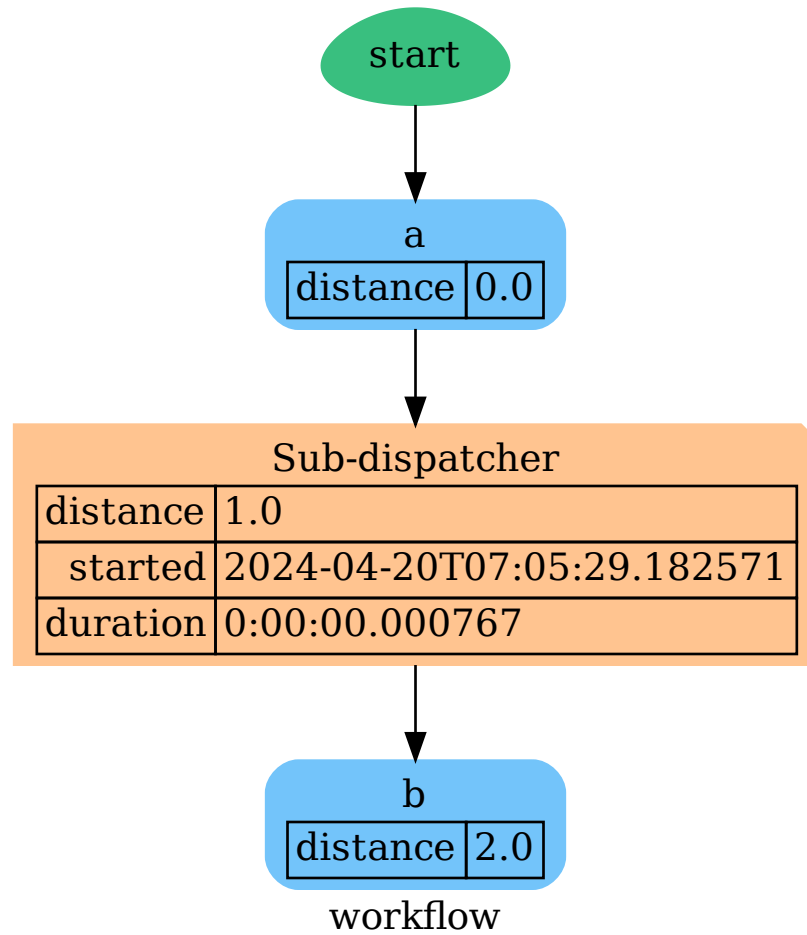 start
a
distance 0.0
Sub-dispatcher
distance 1.0
started 2024-04-20T07:05:29.182571
duration 0:00:00.000767
b
distance 2.0
workflow